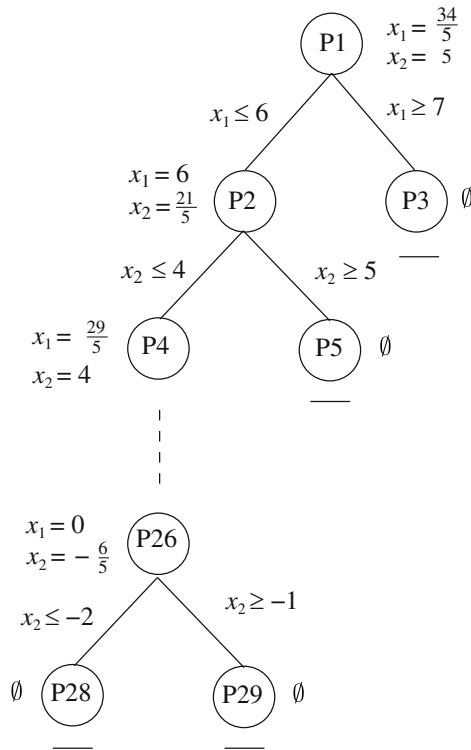 P1
x₁ = 34/5
x₂ = 5
x₁ ≤ 6
x₁ ≥ 7
x₁ = 6
x₂ = 21/5
P2
P3
∅
x₂ ≤ 4
x₂ ≥ 5
x₁ = 29/5
x₂ = 4
P4
P5
∅
x₁ = 0
x₂ = − 6/5
P26
x₂ ≤ −2
x₂ ≥ −1
∅
P28
P29
∅